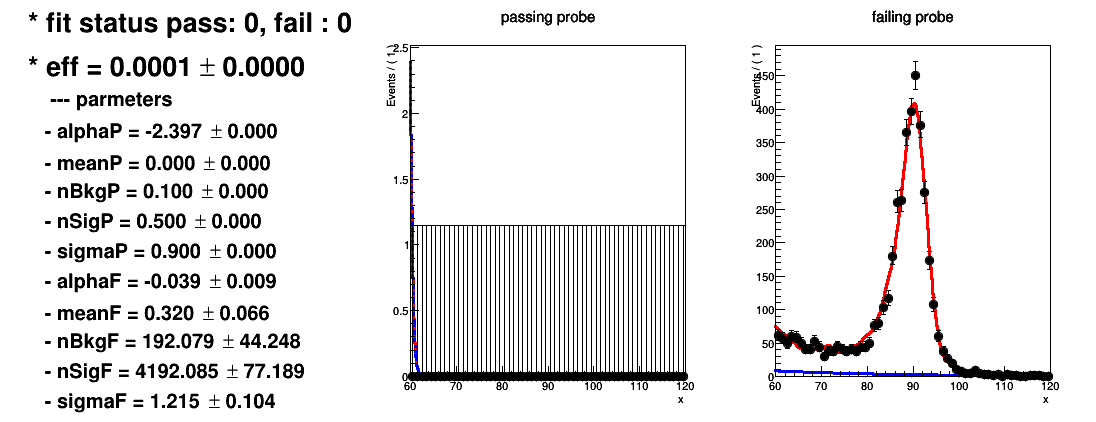 * fit status pass: 0, fail : 0
* eff = 0.0001 ± 0.0000
--- parmeters
- alphaP = -2.397 ± 0.000
- meanP = 0.000 ± 0.000
- nBkgP = 0.100 ± 0.000
- nSigP = 0.500 ± 0.000
- sigmaP = 0.900 ± 0.000
- alphaF = -0.039 ± 0.009
- meanF = 0.320 ± 0.066
- nBkgF = 192.079 ± 44.248
- nSigF = 4192.085 ± 77.189
- sigmaF = 1.215 ± 0.104
passing probe
Events / ( 1 )
2.5
2
1.5
1
0.5
0
60 70 80 90 100 110 120
x
failing probe
Events / ( 1 )
450
400
350
300
250
200
150
100
50
0
60 70 80 90 100 110 120
x